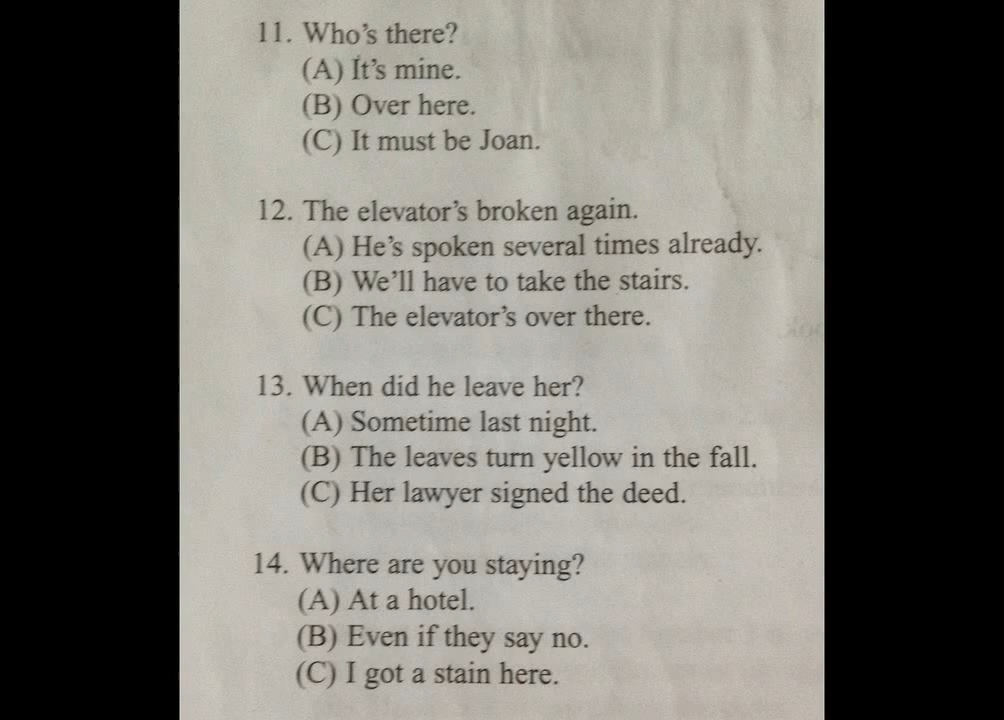 11. Who's there?
(A) It's mine.
(B) Over here.
(C) It must be Joan.
12. The elevator's broken again.
(A) He's spoken several times already.
(B) We'll have to take the stairs.
(C) The elevator's over there.
13. When did he leave her?
(A) Sometime last night.
(B) The leaves turn yellow in the fall.
(C) Her lawyer signed the deed.
14. Where are you staying?
(A) At a hotel.
(B) Even if they say no.
(C) I got a stain here.